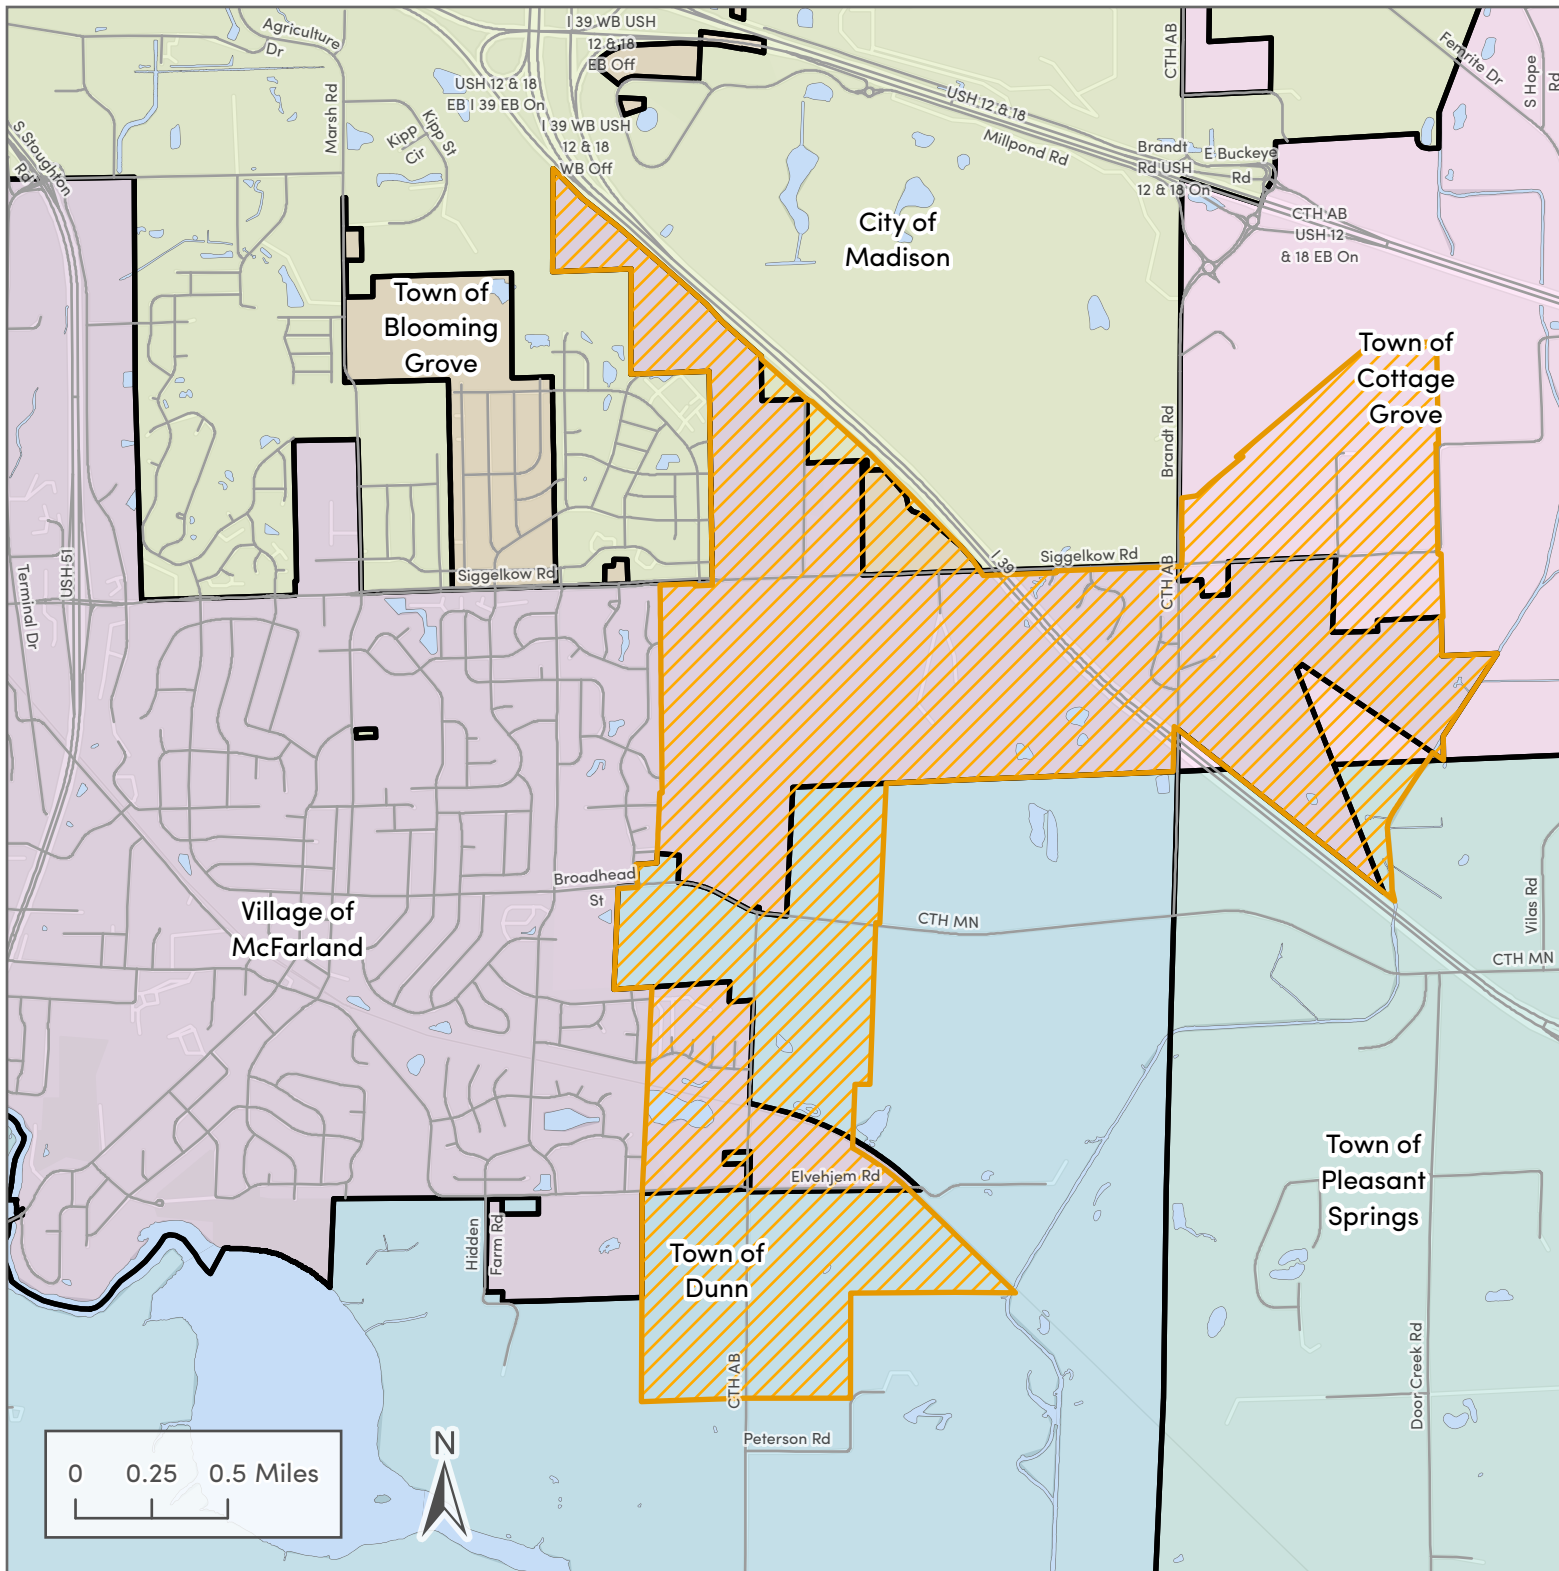 Agriculture
Dr
I 39 WB USH
12 & 18
EB Off
CTH AB
Femrite Dr
S Hope
Rd
USH 12 & 18
EB I 39 EB On
USH 12 & 18
Marsh Rd
Kipp St
Kipp
Cir
I 39 WB USH
12 & 18
WB Off
Millpond Rd
S Stoughton
Rd
Brandt
Rd USH
12 & 18 On
E Buckeye
Rd
CTH AB
USH 12
& 18 EB On
City of
Madison
Town of
Blooming
Grove
Town of
Cottage
Grove
Brandt Rd
USH 51
Terminal Dr
Siggelkow Rd
I 39
Siggelkow Rd
CTH AB
Broadhead
St
CTH MN
Village of
McFarland
Vilas Rd
CTH MN
Elvehjem Rd
Town of
Pleasant
Springs
Hidden
Farm Rd
Town of
Dunn
CTH AB
Door Creek Rd
Peterson Rd
N
0 0.25 0.5 Miles